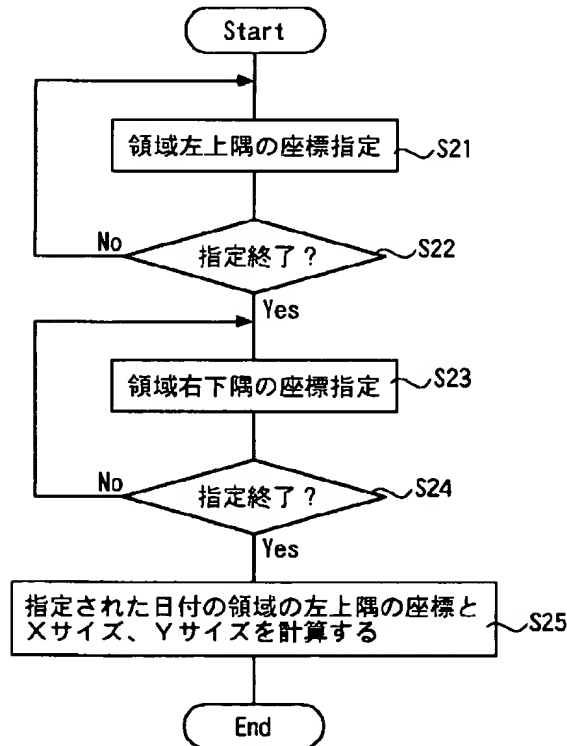 Start
領域左上隅の座標指定
S21
指定終了?
S22
No
Yes
領域右下隅の座標指定
S23
指定終了?
S24
No
Yes
指定された日付の領域の左上隅の座標と
Xサイズ、Yサイズを計算する
S25
End